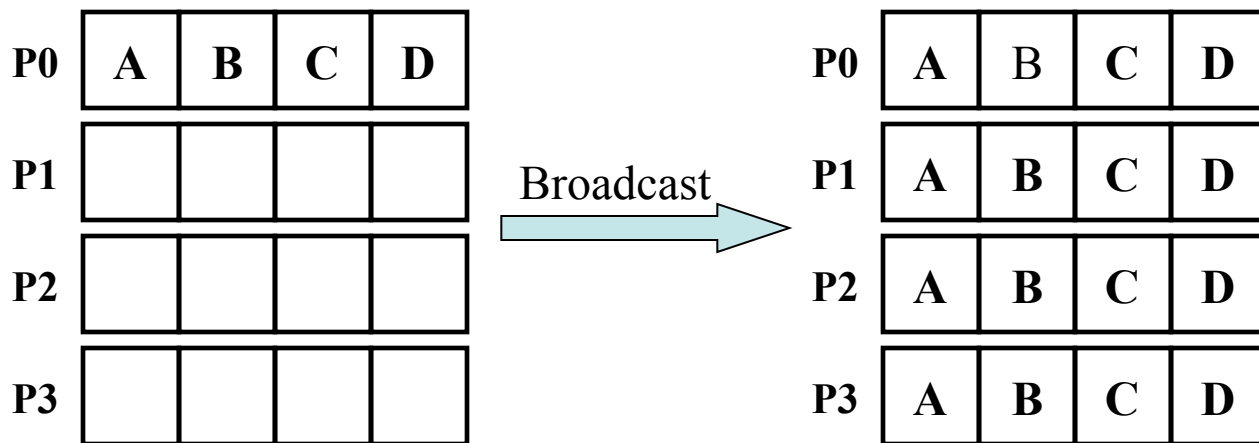 P0 A B C D
P1
P2
P3
Broadcast
P0 A B C D
P1 A B C D
P2 A B C D
P3 A B C D